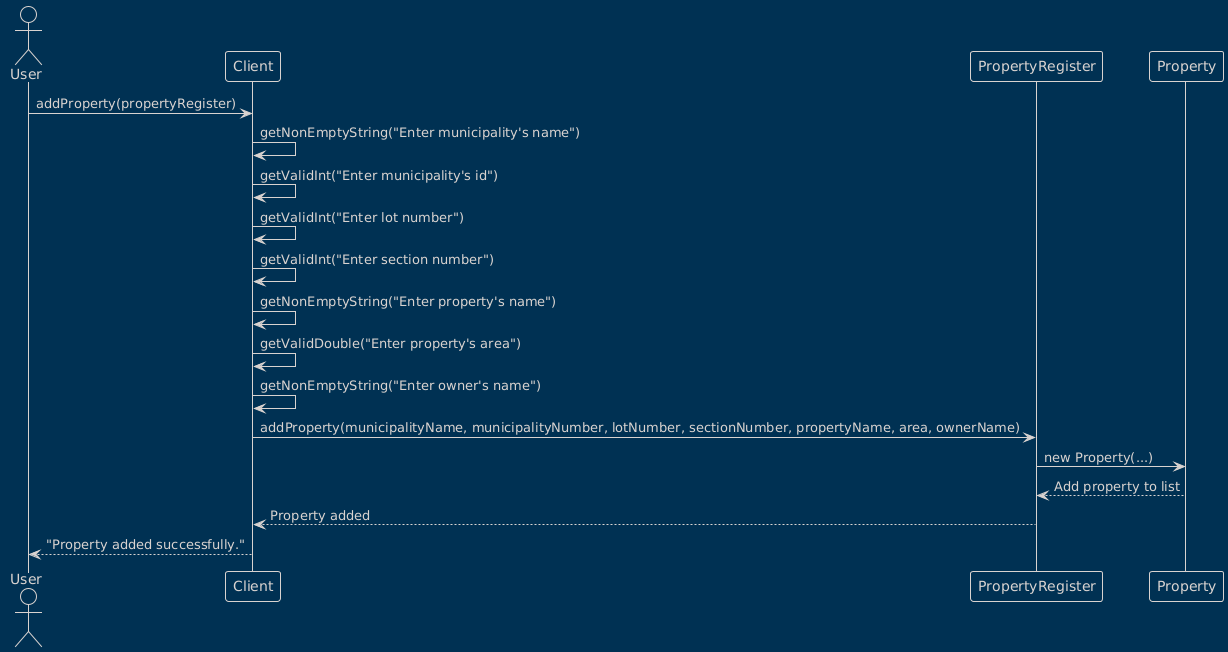 User
Client
PropertyRegister
Property
addProperty(propertyRegister)
getNonEmptyString("Enter municipality's name")
getValidInt("Enter municipality's id")
getValidInt("Enter lot number")
getValidInt("Enter section number")
getNonEmptyString("Enter property's name")
getValidDouble("Enter property's area")
getNonEmptyString("Enter owner's name")
addProperty(municipalityName, municipalityNumber, lotNumber, sectionNumber, propertyName, area, ownerName)
new Property(...)
Add property to list
Property added
"Property added successfully."
User
Client
PropertyRegister
Property